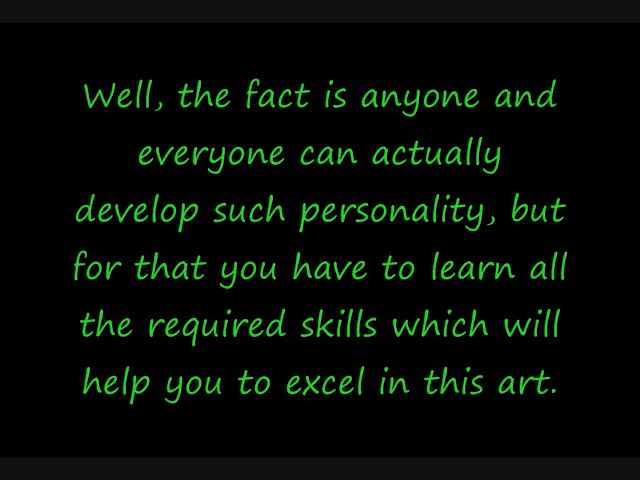 Well, the fact is anyone and
everyone can actually
develop such personality, but
for that you have to learn all
the required skills which will
help you to excel in this art.